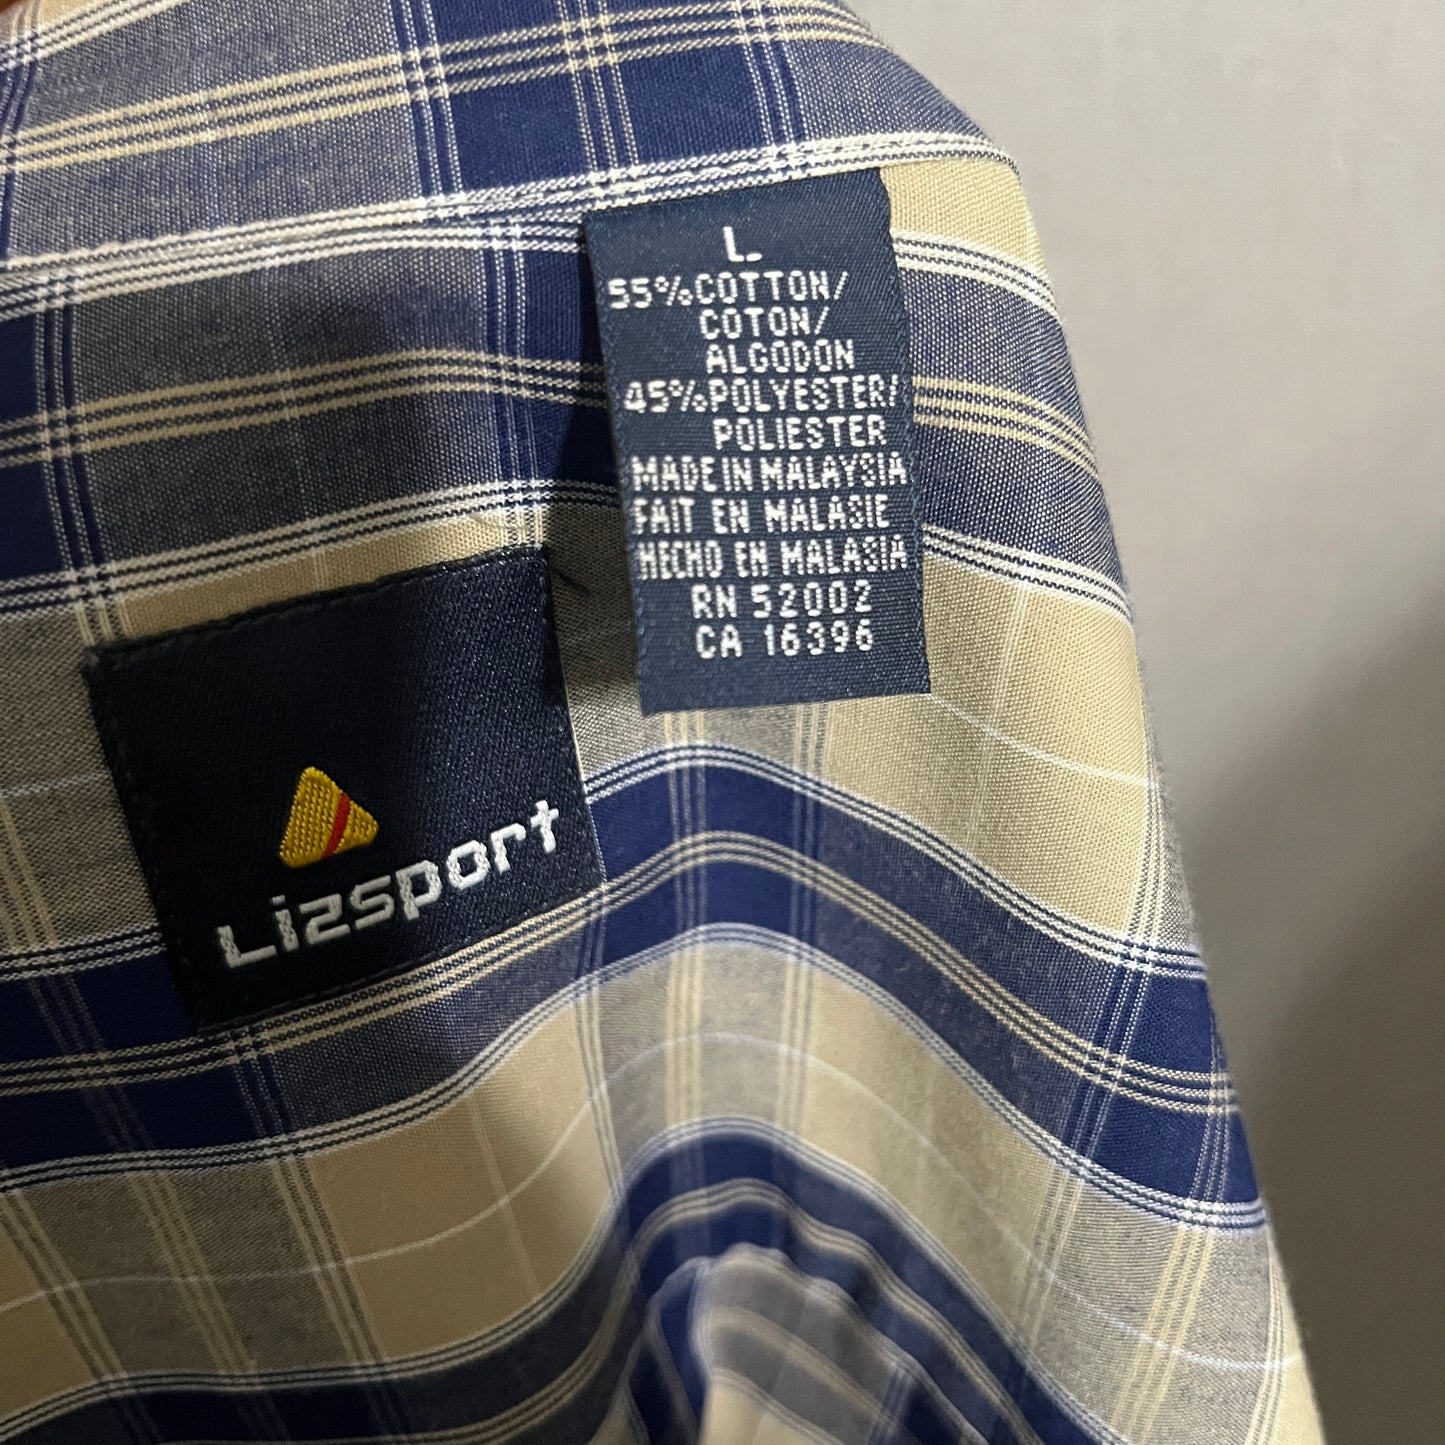 L.
55%COTTON/
COTON/
ALGODON
45%POLYESTER/
POLIESTER
MADE IN MALAYSIA
FAIT EN MALASIE
HECHO EN MALASIA
RN 52002
CA 16396
Lizsport